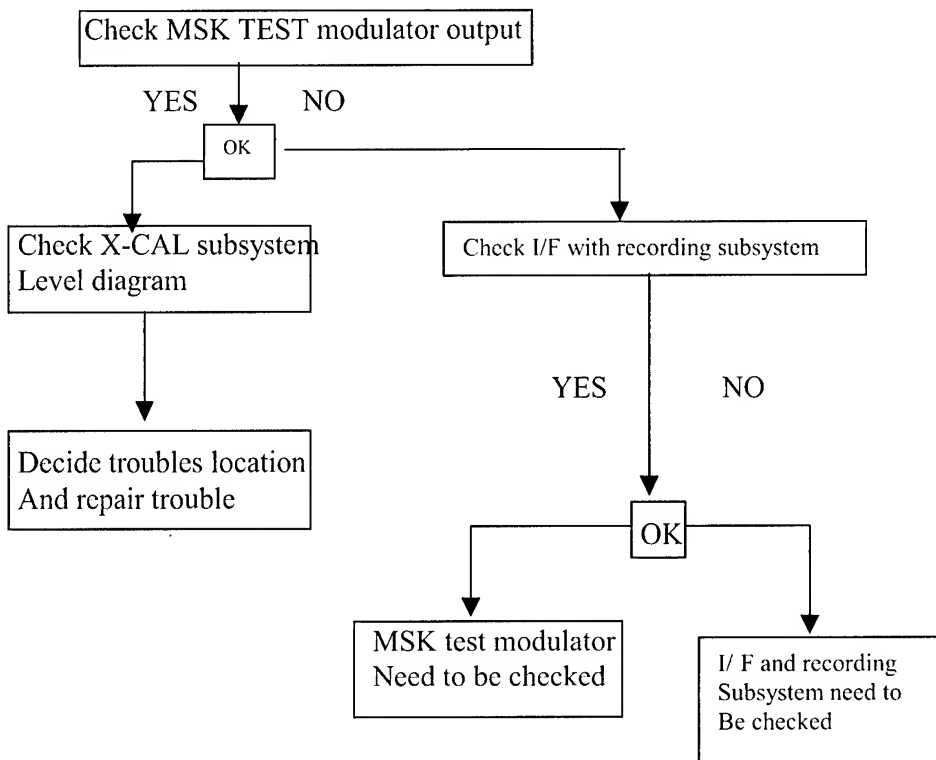 Check MSK TEST modulator output
YES NO
OK
Check X-CAL subsystem
Level diagram
Check I/F with recording subsystem
YES NO
Decide troubles location
And repair trouble
OK
MSK test modulator
Need to be checked
I/ F and recording
Subsystem need to
Be checked